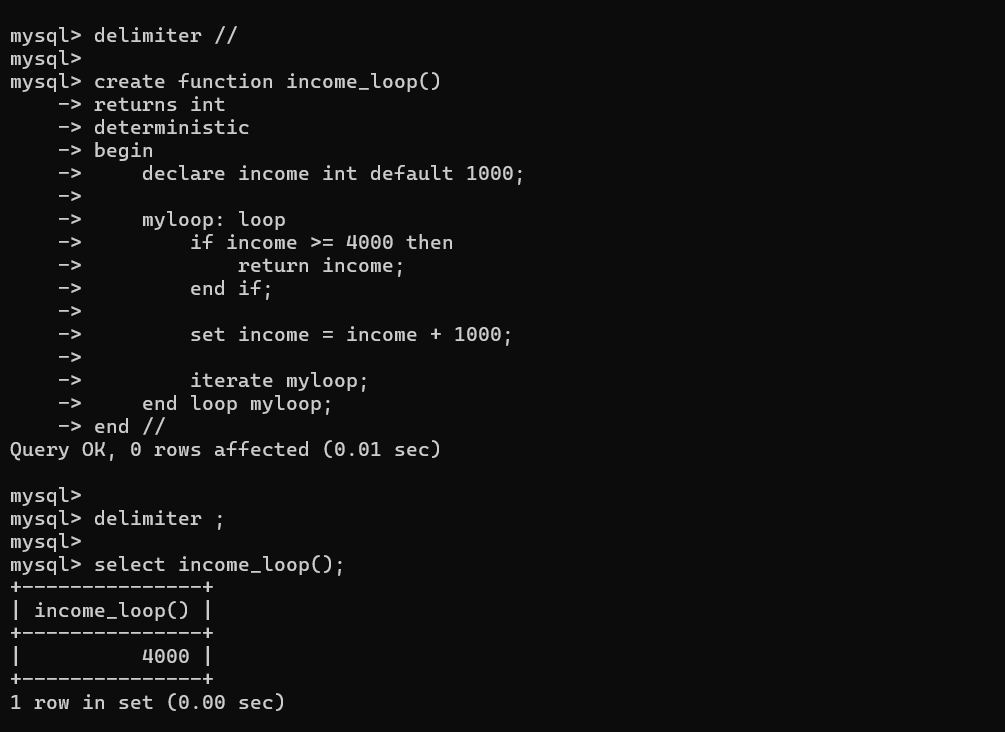 mysql> delimiter //
mysql>
mysql> create function income_loop()
    -> returns int
    -> deterministic
    -> begin
    ->     declare income int default 1000;
    ->
    ->     myloop: loop
    ->         if income >= 4000 then
    ->             return income;
    ->         end if;
    ->
    ->         set income = income + 1000;
    ->
    ->         iterate myloop;
    ->     end loop myloop;
    -> end //
Query OK, 0 rows affected (0.01 sec)

mysql>
mysql> delimiter ;
mysql>
mysql> select income_loop();
+---------------+
| income_loop() |
+---------------+
|          4000 |
+---------------+
1 row in set (0.00 sec)